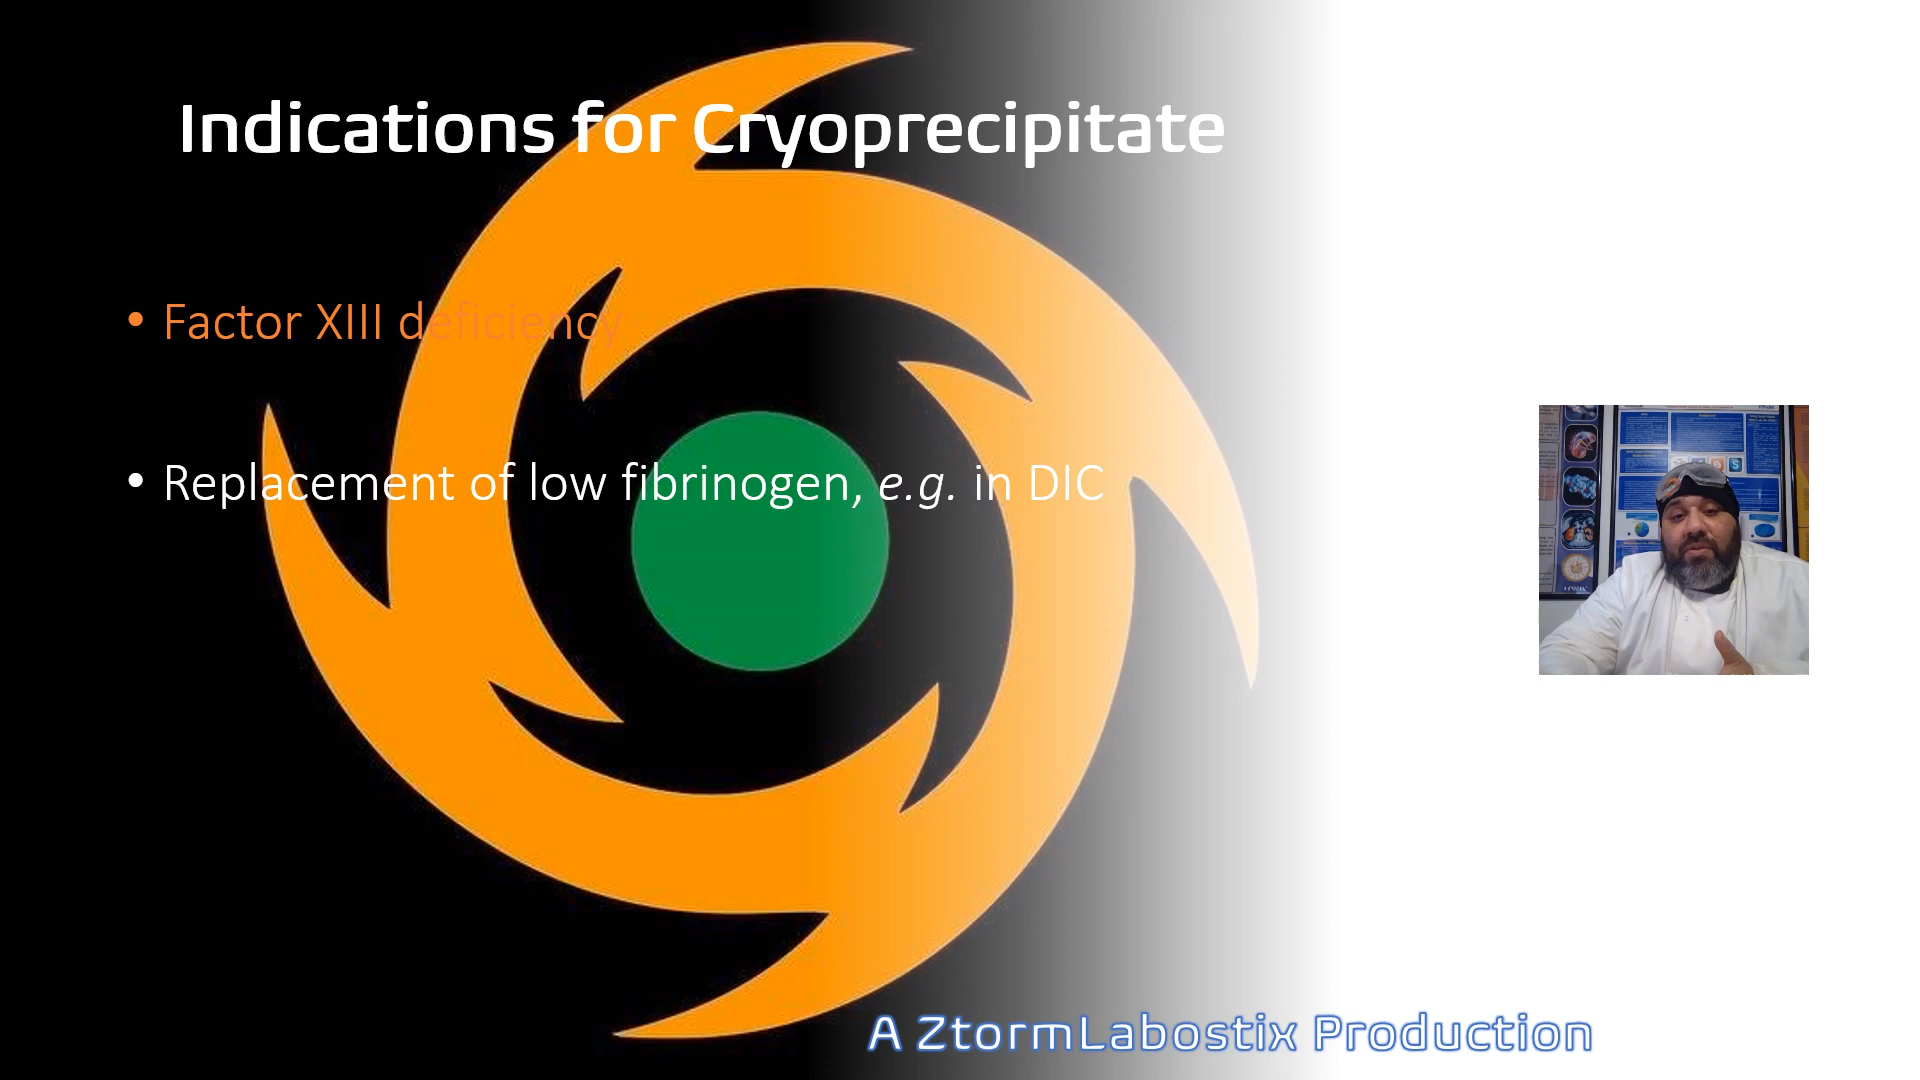 Indications for Cryoprecipitate
• Factor XIII deficiency
• Replacement of low fibrinogen, e.g. in DIC
A ZtormLabostix Production